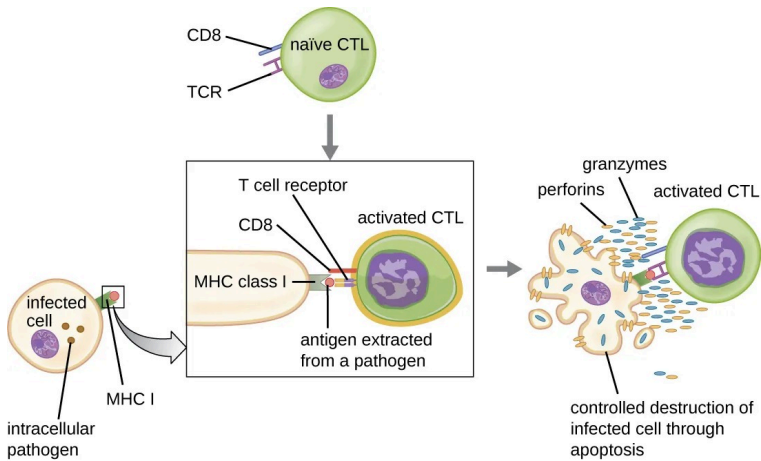 CD8
naïve CTL
TCR
T cell receptor
CD8
activated CTL
MHC class I
antigen extracted
from a pathogen
infected
cell
MHC I
intracellular
pathogen
granzymes
perforins
activated CTL
controlled destruction of
infected cell through
apoptosis